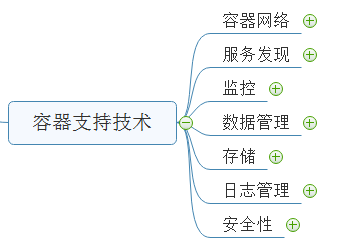 容器网络
服务发现
监控
容器支持技术
数据管理
存储
日志管理
安全性